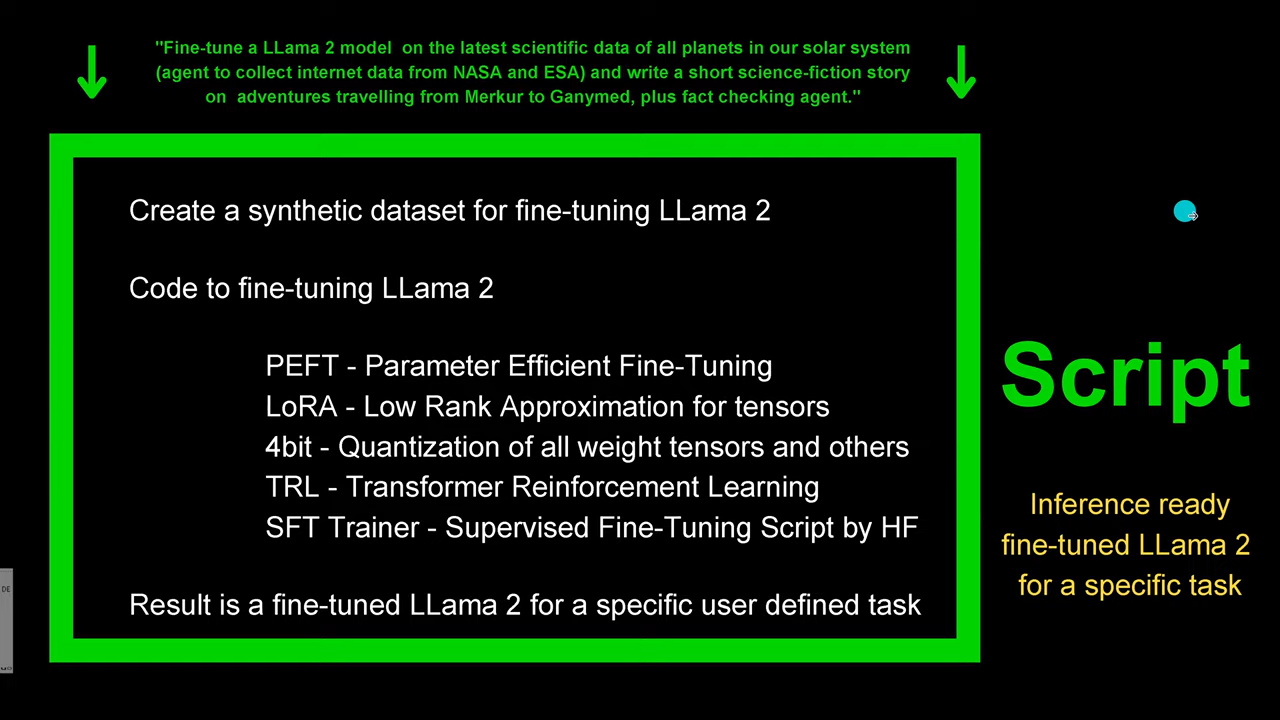 "Fine-tune a LLama 2 model on the latest scientific data of all planets in our solar system
(agent to collect internet data from NASA and ESA) and write a short science-fiction story
on adventures travelling from Merkur to Ganymed, plus fact checking agent."
Create a synthetic dataset for fine-tuning LLama 2
Code to fine-tuning LLama 2
PEFT - Parameter Efficient Fine-Tuning
LoRA - Low Rank Approximation for tensors
4bit - Quantization of all weight tensors and others
TRL - Transformer Reinforcement Learning
SFT Trainer - Supervised Fine-Tuning Script by HF
Result is a fine-tuned LLama 2 for a specific user defined task
Script
Inference ready
fine-tuned LLama 2
for a specific task
DE